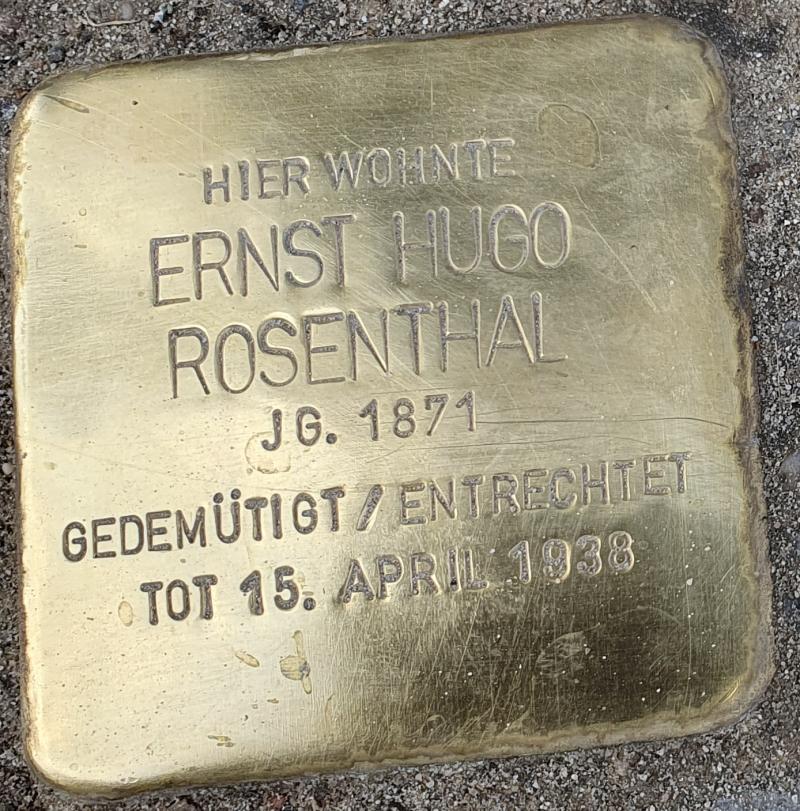 HIER WOHNTE
ERNST HUGO
ROSENTHAL
JG. 1871
GEDEMÜTIGT / ENTRECHTET
TOT 15. APRIL 1938